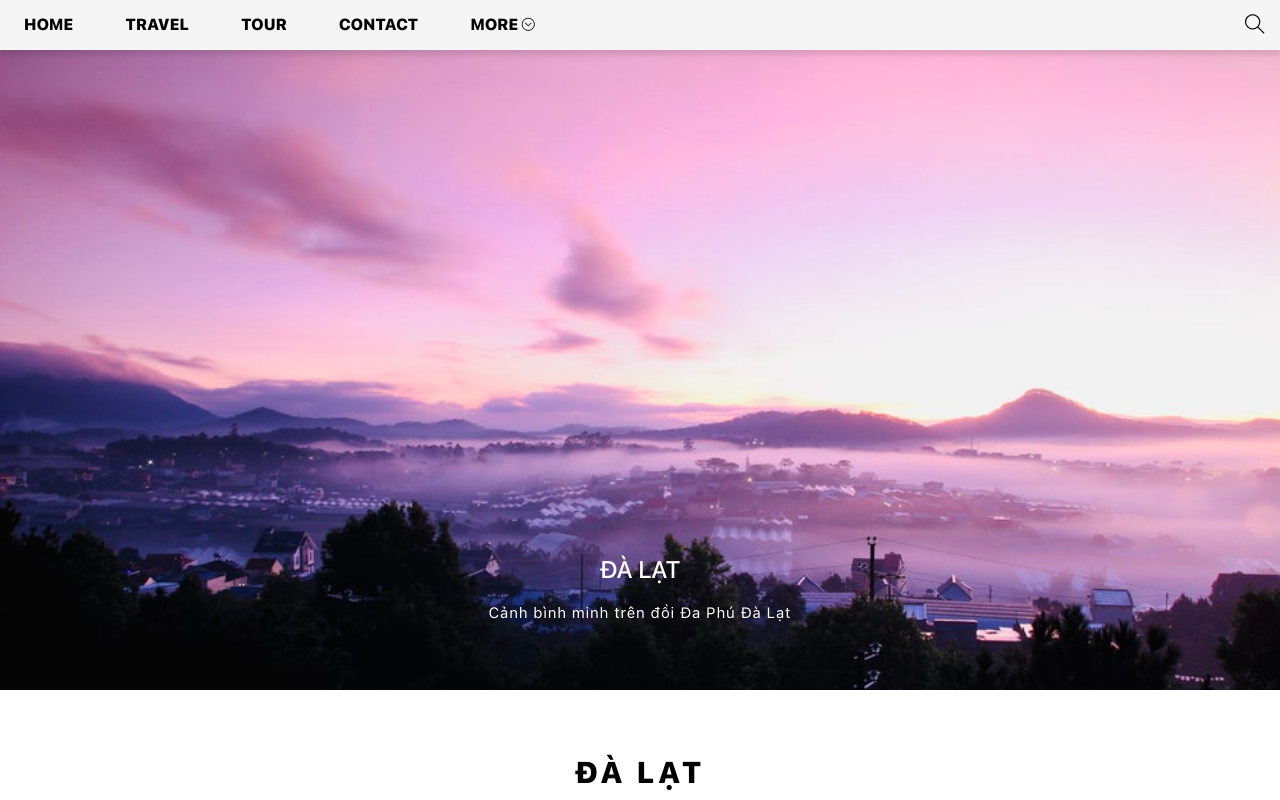 HOME TRAVEL TOUR CONTACT MORE
ĐÀ LẠT
Cảnh bình minh trên đồi Đa Phú Đà Lạt
ĐÀ LẠT